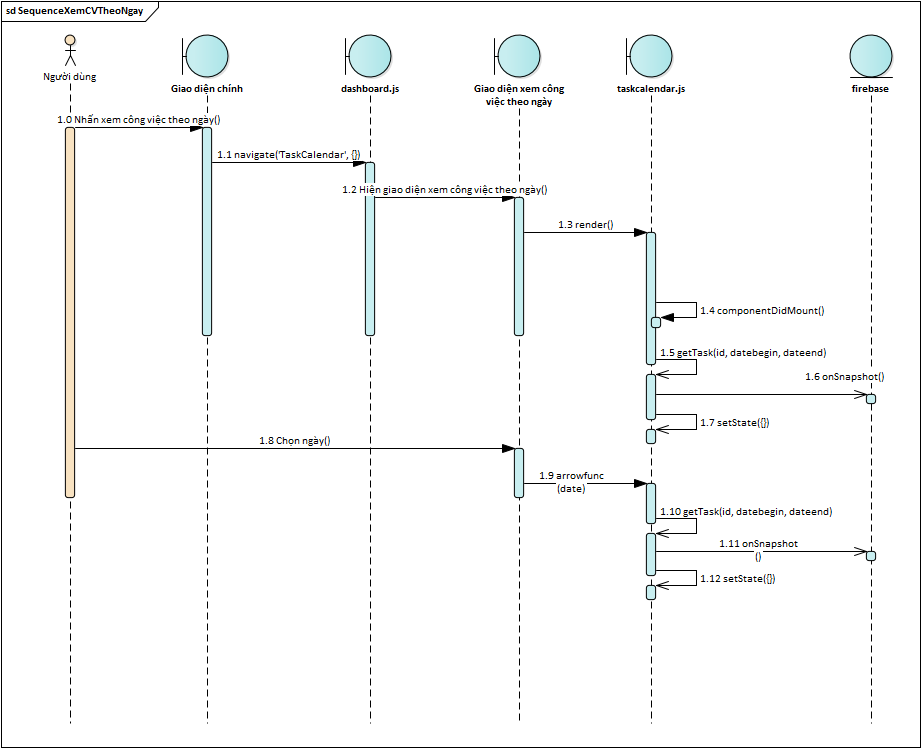 sd SequenceXemCVTheoNgay
Người dùng
Giao diện chính
dashboard.js
Giao diện xem công
việc theo ngày
taskcalendar.js
firebase
1.0 Nhấn xem công việc theo ngày()
1.1 navigate('TaskCalendar', {})
1.2 Hiện giao diện xem công việc theo ngày()
1.3 render()
1.4 componentDidMount()
1.5 getTask(id, datebegin, dateend)
1.6 onSnapshot()
1.7 setState({})
1.8 Chọn ngày()
1.9 arrowfunc
(date)
1.10 getTask(id, datebegin, dateend)
1.11 onSnapshot
()
1.12 setState({})